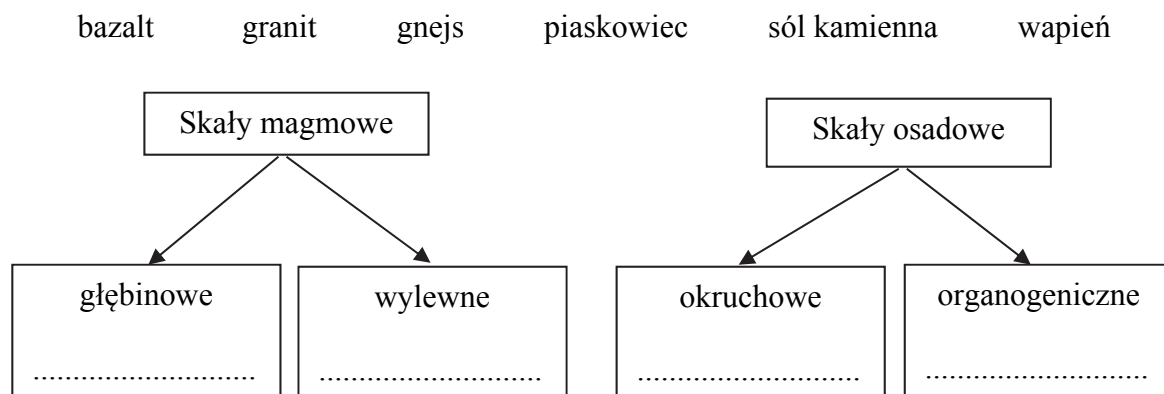 bazalt granit gnejs piaskowiec sól kamienna wapień
Skały magmowe Skały osadowe
głębinowe wylewne okruchowe organogeniczne
........................... ........................... ........................... ...........................